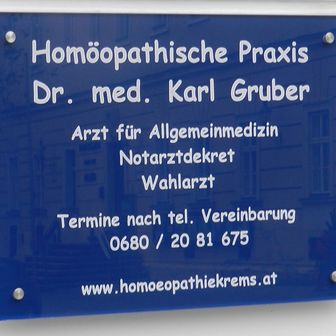 Homöopathische Praxis
Dr. med. Karl Gruber
Arzt für Allgemeinmedizin
Notarztdekret
Wahlarzt
Termine nach tel. Vereinbarung
0680 / 20 81 675
www.homoeopathiekrems.at